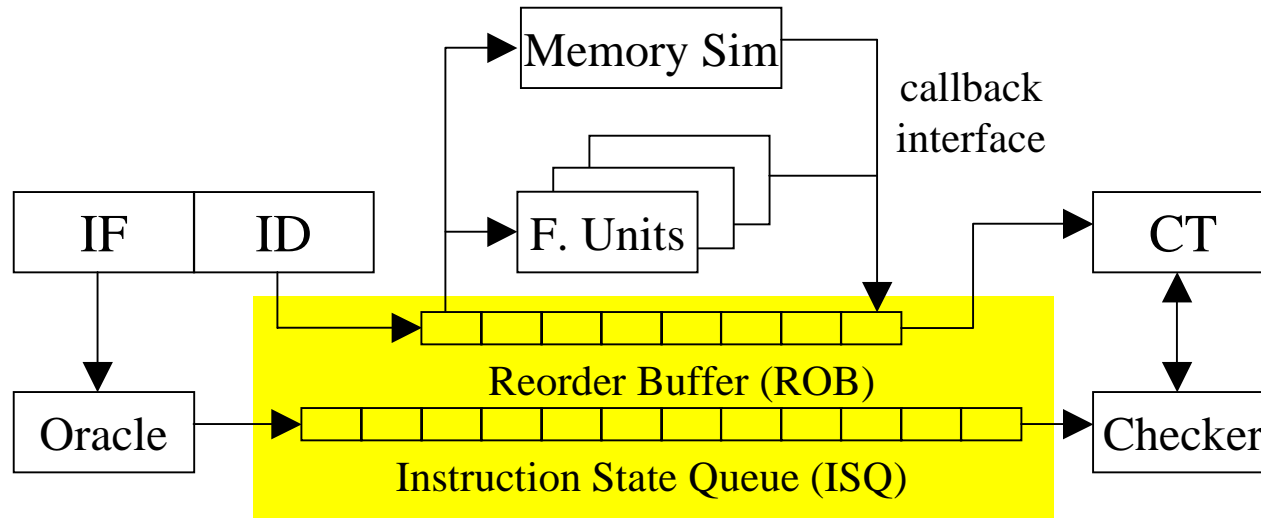 Memory Sim
callback
interface
IF
ID
F. Units
CT
Reorder Buffer (ROB)
Oracle
Checker
Instruction State Queue (ISQ)